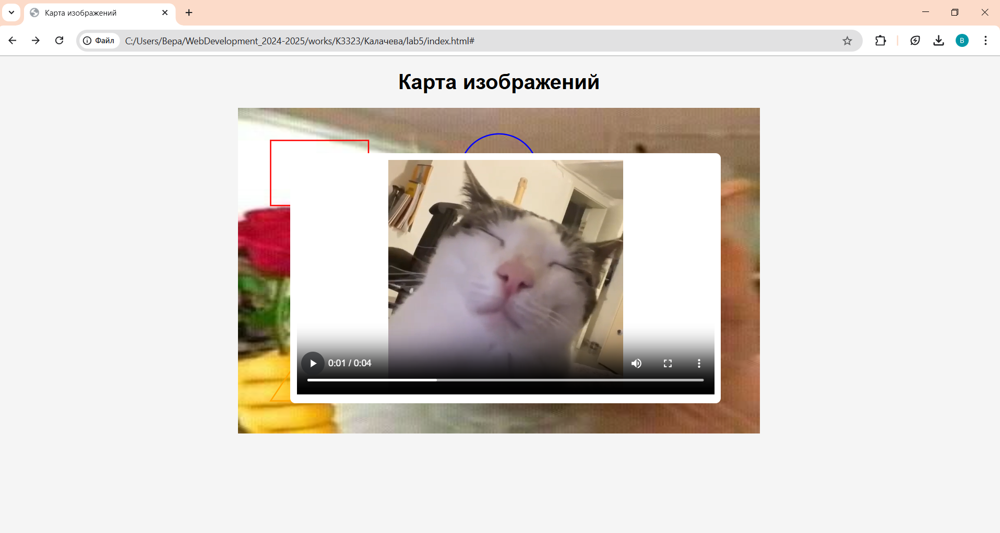 Карта изображений
Файл
C:/Users/Вера/WebDevelopment_2024-2025/works/K3323/Калачева/lab5/index.html#
В
Карта изображений
0:01 / 0:04